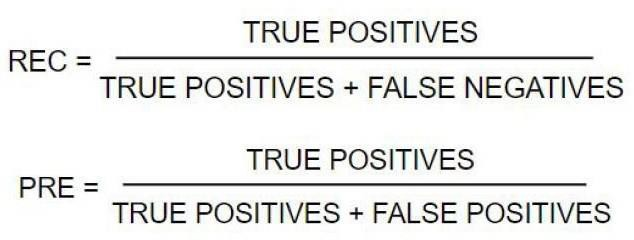 TRUE POSITIVES
REC =
TRUE POSITIVES + FALSE NEGATIVES
TRUE POSITIVES
PRE =
TRUE POSITIVES + FALSE POSITIVES